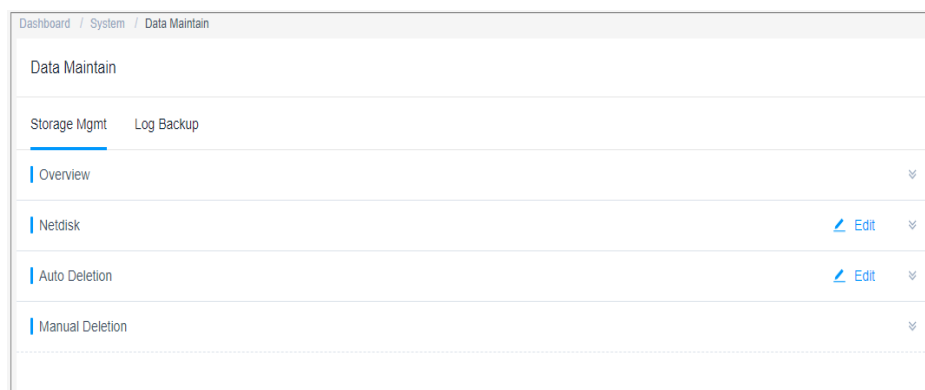 Dashboard / System / Data Maintain
Data Maintain
Storage Mgmt Log Backup
Overview
Netdisk Edit
Auto Deletion Edit
Manual Deletion